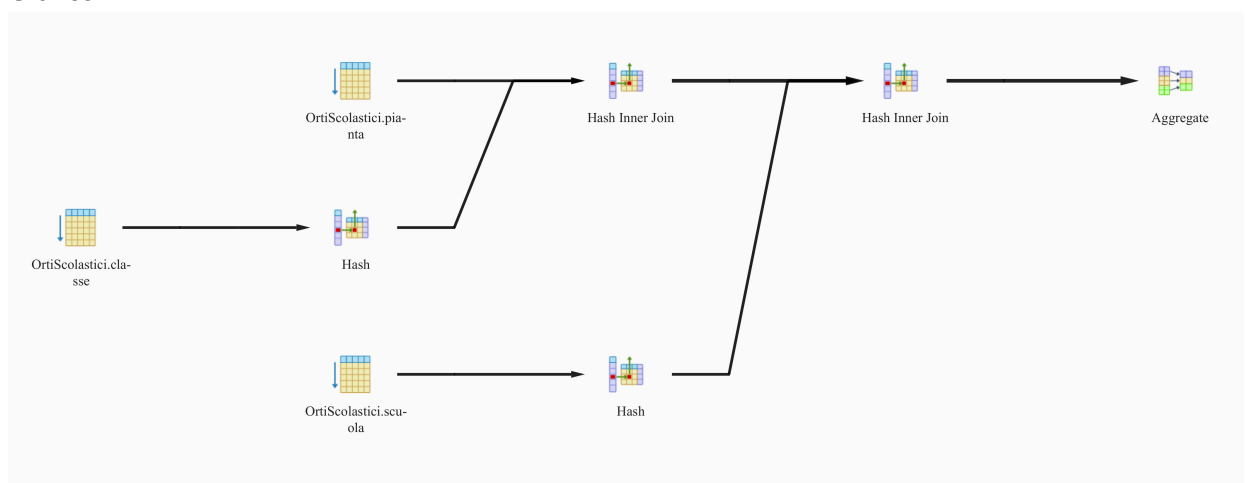 OrtiScolastici.pia-
nta
Hash Inner Join
Hash Inner Join
Aggregate
OrtiScolastici.cla-
sse
Hash
OrtiScolastici.scu-
ola
Hash